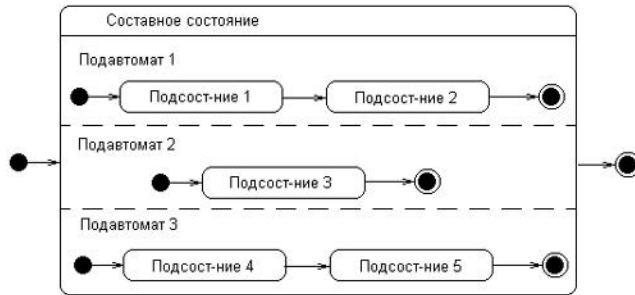 Составное состояние
Подавтомат 1
Подсост-ние 1
Подсост-ние 2
Подавтомат 2
Подсост-ние 3
Подавтомат 3
Подсост-ние 4
Подсост-ние 5